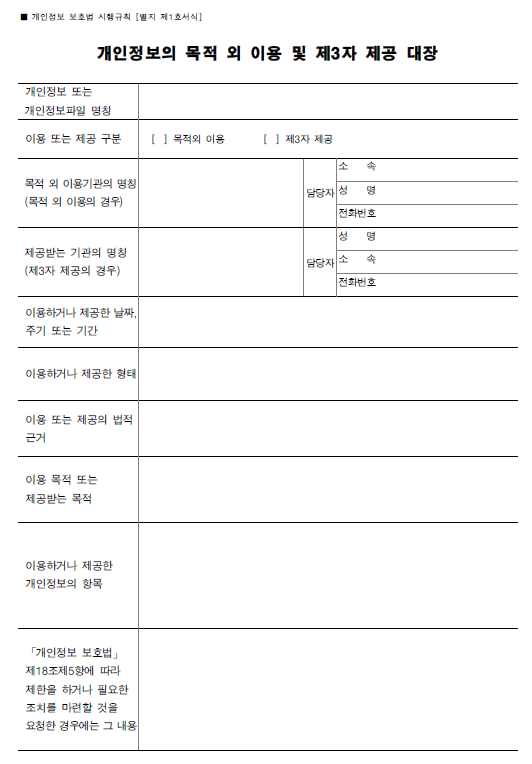 ■ 개인정보 보호법 시행규칙 [별지 제1호서식]
개인정보의 목적 외 이용 및 제3자 제공 대장
개인정보 또는
개인정보파일 명칭
이용 또는 제공 구분
[ ] 목적외 이용 [ ] 제3자 제공
목적 외 이용기관의 명칭
(목적 외 이용의 경우)
담당자
소 속
성 명
전화번호
제공받는 기관의 명칭
(제3자 제공의 경우)
담당자
성 명
소 속
전화번호
이용하거나 제공한 날짜,
주기 또는 기간
이용하거나 제공한 형태
이용 또는 제공의 법적
근거
이용 목적 또는
제공받는 목적
이용하거나 제공한
개인정보의 항목
「개인정보 보호법」
제18조제5항에 따라
제한을 하거나 필요한
조치를 마련할 것을
요청한 경우에는 그 내용